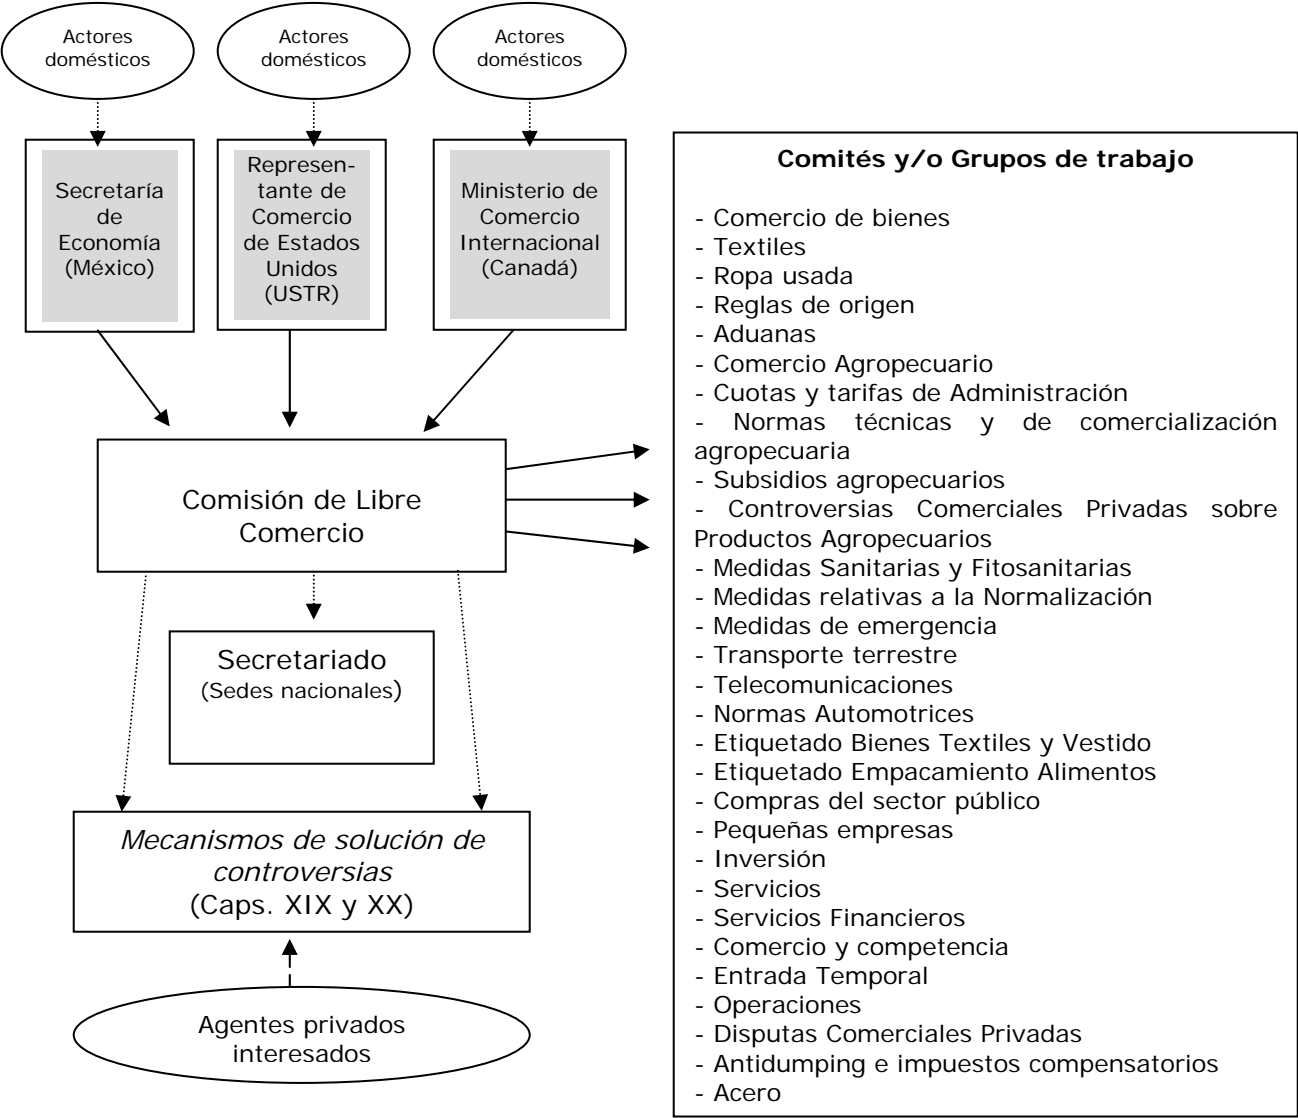 Actores
domésticos
Actores
domésticos
Actores
domésticos
Secretaría
de
Economía
(México)
Represen-
tante de
Comercio
de Estados
Unidos
(USTR)
Ministerio de
Comercio
Internacional
(Canadá)
Comisión de Libre
Comercio
Secretariado
(Sedes nacionales)
Mecanismos de solución de
controversias
(Caps. XIX y XX)
Agentes privados
interesados
Comités y/o Grupos de trabajo
- Comercio de bienes
- Textiles
- Ropa usada
- Reglas de origen
- Aduanas
- Comercio Agropecuario
- Cuotas y tarifas de Administración
- Normas técnicas y de comercialización
agropecuaria
- Subsidios agropecuarios
- Controversias Comerciales Privadas sobre
Productos Agropecuarios
- Medidas Sanitarias y Fitosanitarias
- Medidas relativas a la Normalización
- Medidas de emergencia
- Transporte terrestre
- Telecomunicaciones
- Normas Automotrices
- Etiquetado Bienes Textiles y Vestido
- Etiquetado Empacamiento Alimentos
- Compras del sector público
- Pequeñas empresas
- Inversión
- Servicios
- Servicios Financieros
- Comercio y competencia
- Entrada Temporal
- Operaciones
- Disputas Comerciales Privadas
- Antidumping e impuestos compensatorios
- Acero